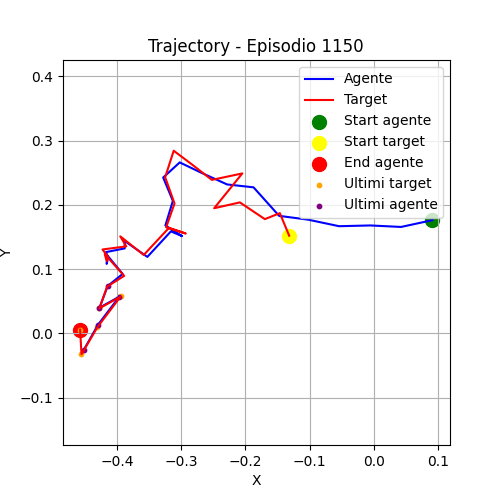 Trajectory - Episodio 1150
Agente
Target
Start agente
Start target
End agente
Ultimi target
Ultimi agente
0.4
0.3
0.2
0.1
0.0
−0.1
Y
−0.4
−0.3
−0.2
−0.1
0.0
0.1
X